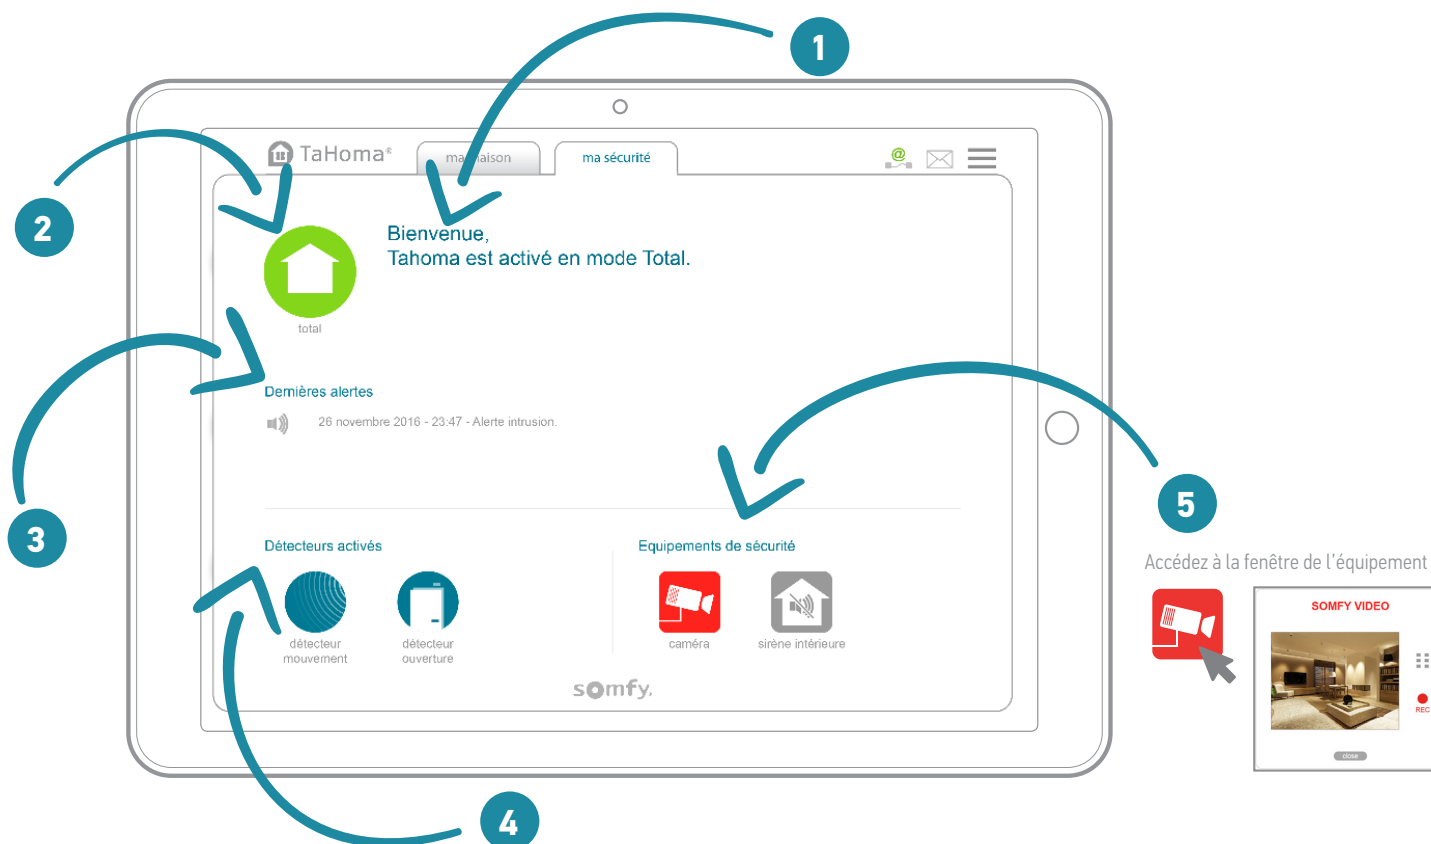 1
TaHoma®
ma maison
ma sécurité
@
2
Bienvenue,
Tahoma est activé en mode Total.
total
3
Dernières alertes
26 novembre 2016 - 23:47 - Alerte intrusion.
5
Détecteurs activés
Equipements de sécurité
détecteur
mouvement
détecteur
ouverture
caméra
sirène intérieure
somfy.
4
Accédez à la fenêtre de l'équipement
SOMFY VIDEO
REC
close